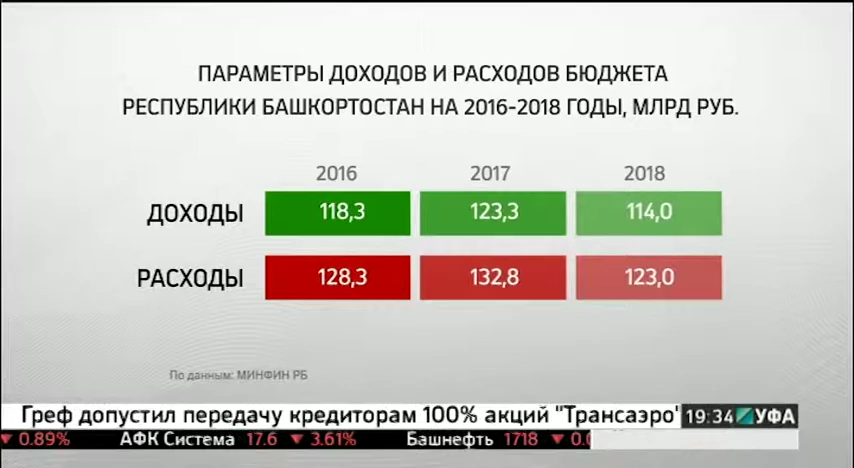 ПАРАМЕТРЫ ДОХОДОВ И РАСХОДОВ БЮДЖЕТА
РЕСПУБЛИКИ БАШКОРТОСТАН НА 2016-2018 ГОДЫ, МЛРД РУБ.
2016 2017 2018
ДОХОДЫ 118,3 123,3 114,0
РАСХОДЫ 128,3 132,8 123,0
По данным: МИНФИН РБ
Греф допустил передачу кредиторам 100% акций "Трансаэро" 19:34 УФА
▼ 0.89% АФК Система 17.6 ▼ 3.61% Башнефть 1718 ▼